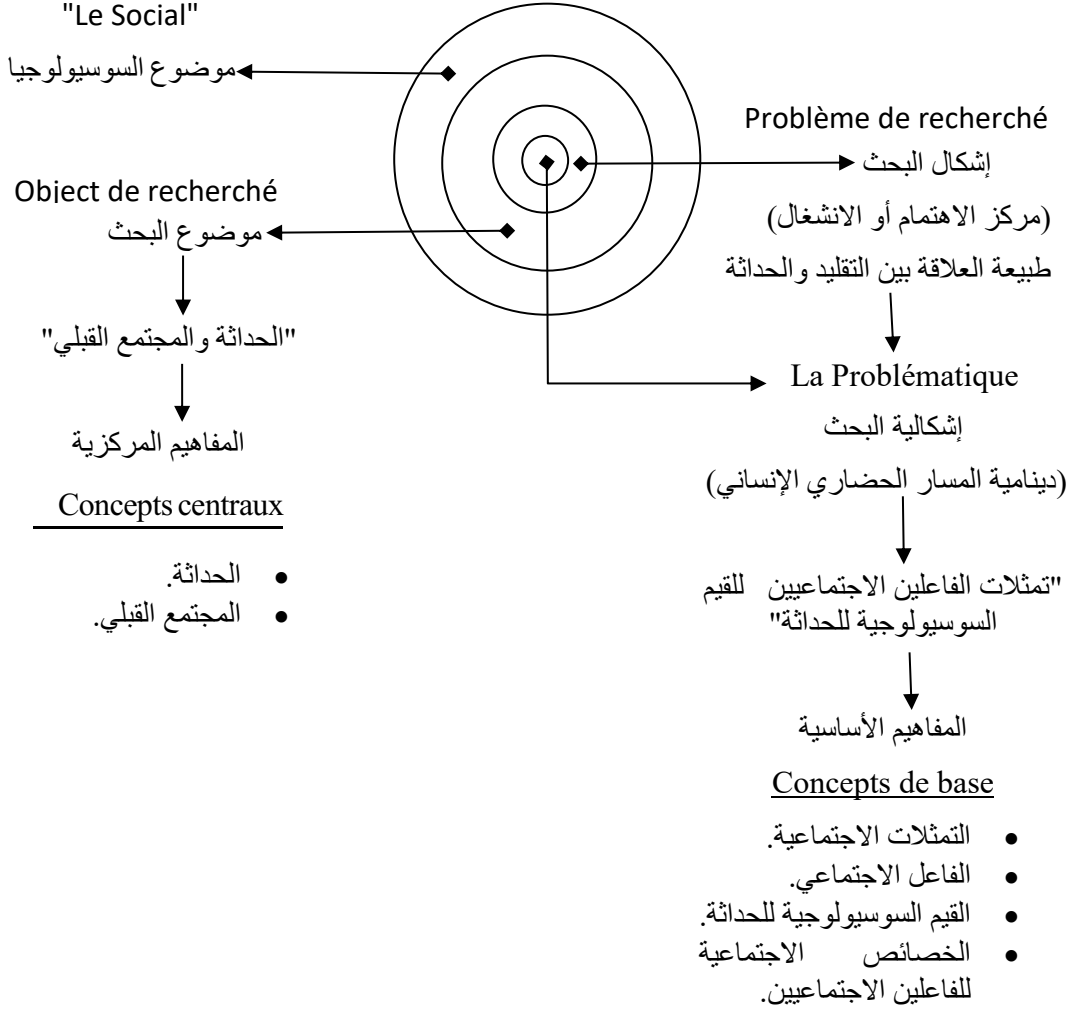 "Le Social"
موضوع السوسيولوجيا
Object de recherché
موضوع البحث
"الحداثة والمجتمع القبلي"
المفاهيم المركزية
Concepts centraux
• الحداثة.
• المجتمع القبلي.
Problème de recherché
إشكال البحث
(مركز الاهتمام أو الانشغال)
طبيعة العلاقة بين التقليد والحداثة
La Problématique
إشكالية البحث
(دينامية المسار الحضاري الإنساني)
"تمثلات الفاعلين الاجتماعيين للقيم
السوسيولوجية للحداثة"
المفاهيم الأساسية
Concepts de base
• التمثلات الاجتماعية.
• الفاعل الاجتماعي.
• القيم السوسيولوجية للحداثة.
• الخصائص الاجتماعية
للفاعلين الاجتماعيين.